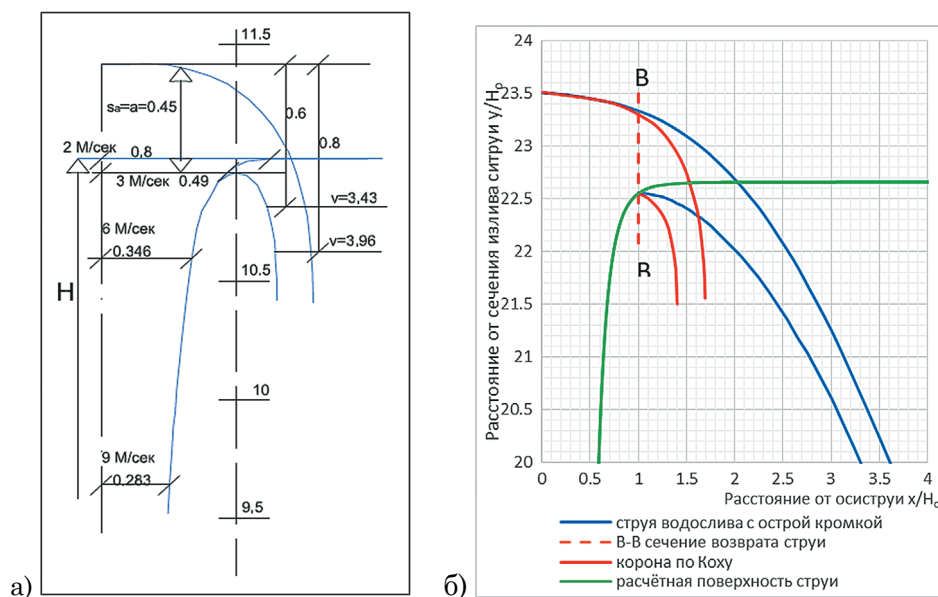 11.5
sa=a=0.45
0.6
0.8
2 М/сек
0,8
3 М/сек 0.49
v=3,43
6 М/сек
0.346
v=3,96
10.5
H
10
9 М/сек
0.283
9,5
а)
Расстояние от сечения излива ситруи y/Hо
24
23.5
23
22.5
22
21.5
21
20.5
20
В
В
0 0.5 1 1.5 2 2.5 3 3.5 4
Расстояние от осиструи x/Hо
струя водослива с острой кромкой
В-В сечение возврата струи
корона по Коху
расчётная поверхность струи
б)